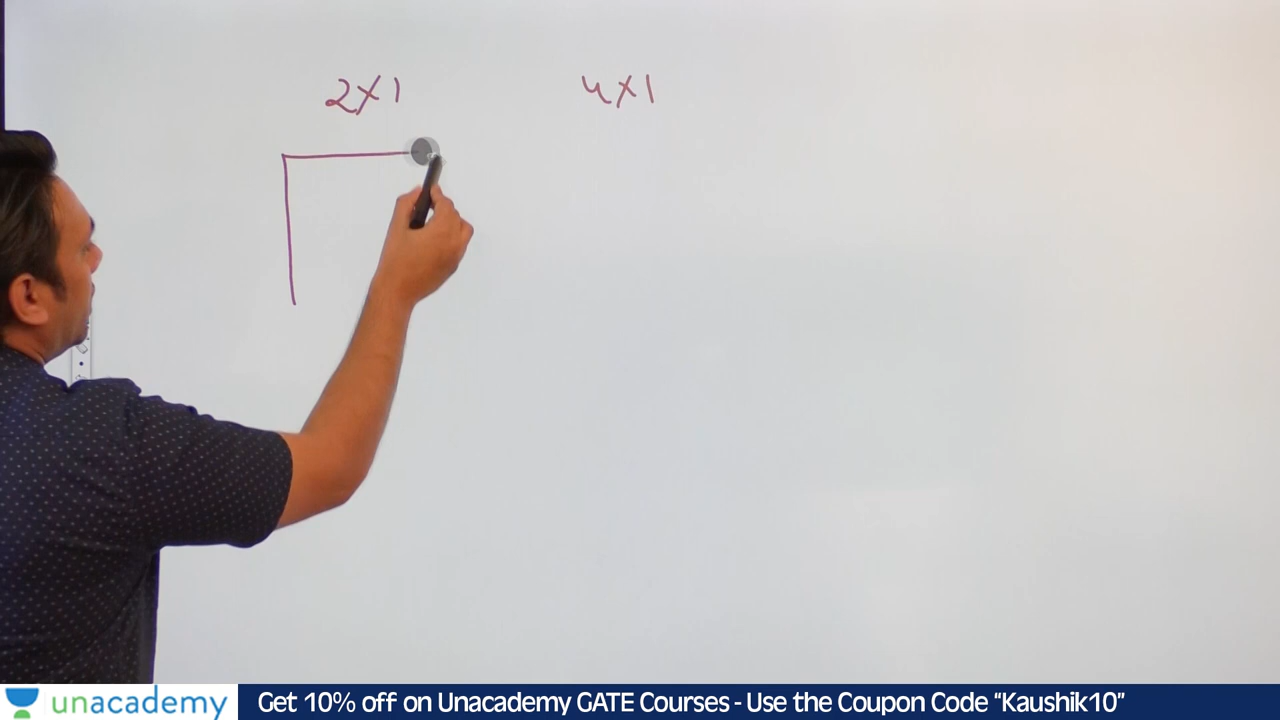 2x1 4x1
unacademy Get 10% off on Unacademy GATE Courses - Use the Coupon Code “Kaushik10”